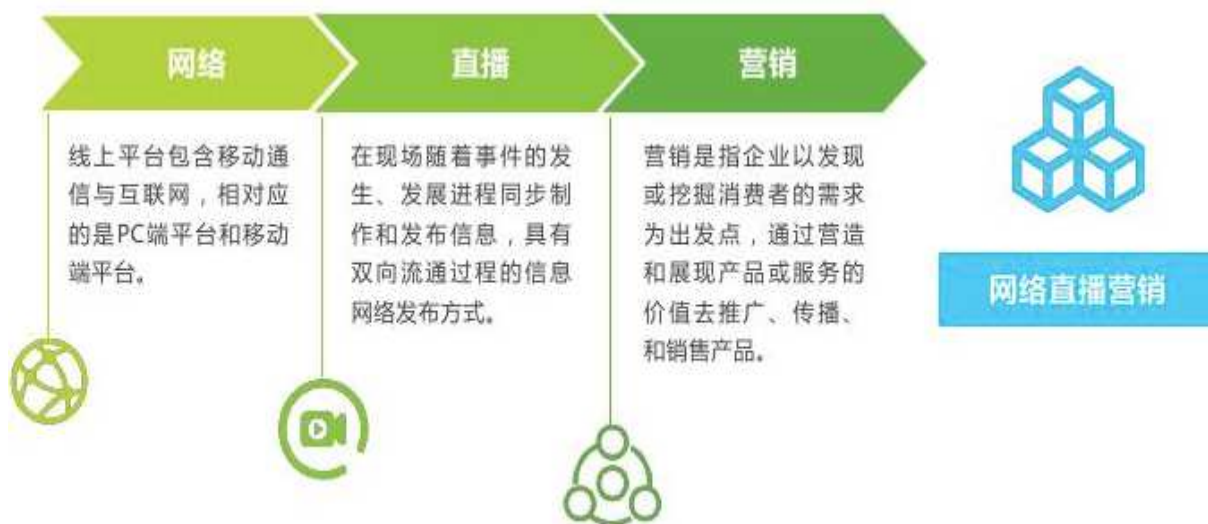 网络
直播
营销
线上平台包含移动通
信与互联网，相对应
的是PC端平台和移动
端平台。
在现场随着事件的发
生、发展进程同步制
作和发布信息，具有
双向流通过程的信息
网络发布方式。
营销是指企业以发现
或挖掘消费者的需求
为出发点，通过营造
和展现产品或服务的
价值去推广、传播、
和销售产品。
网络直播营销